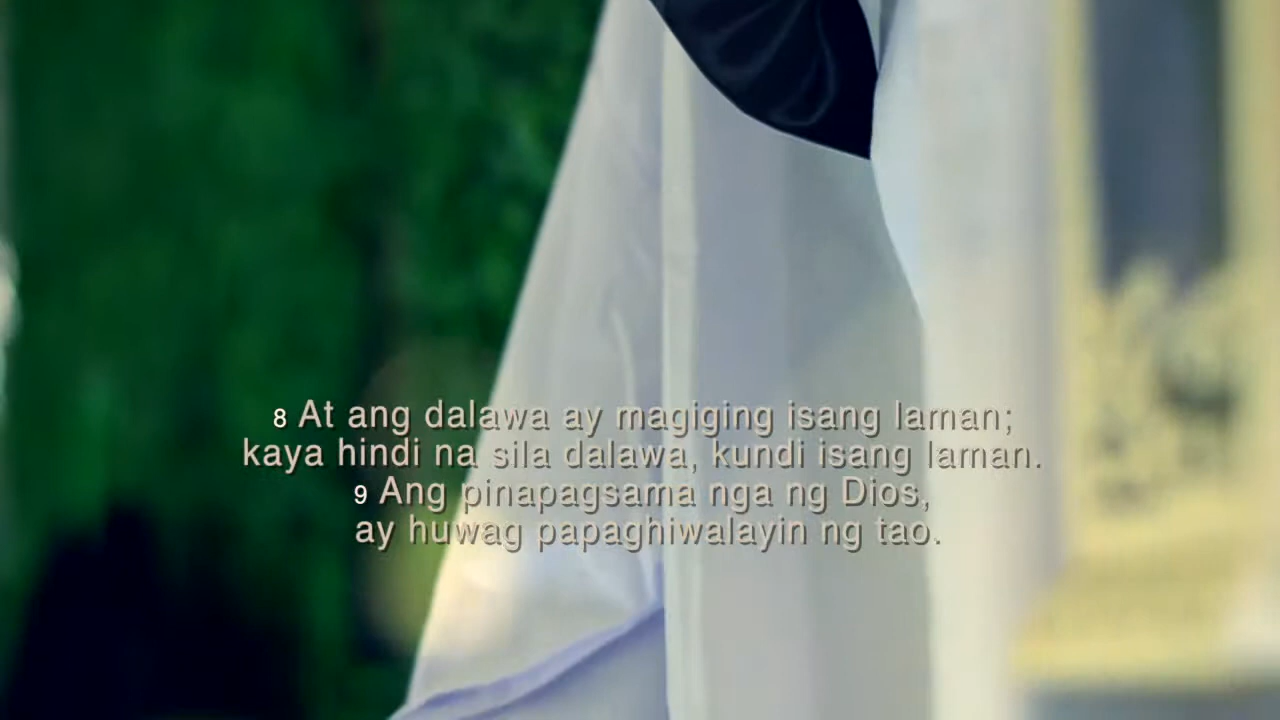 8 At ang dalawa ay magiging isang laman;
kaya hindi na sila dalawa, kundi isang laman.
9 Ang pinapagsama nga ng Dios,
ay huwag papaghiwalayin ng tao.